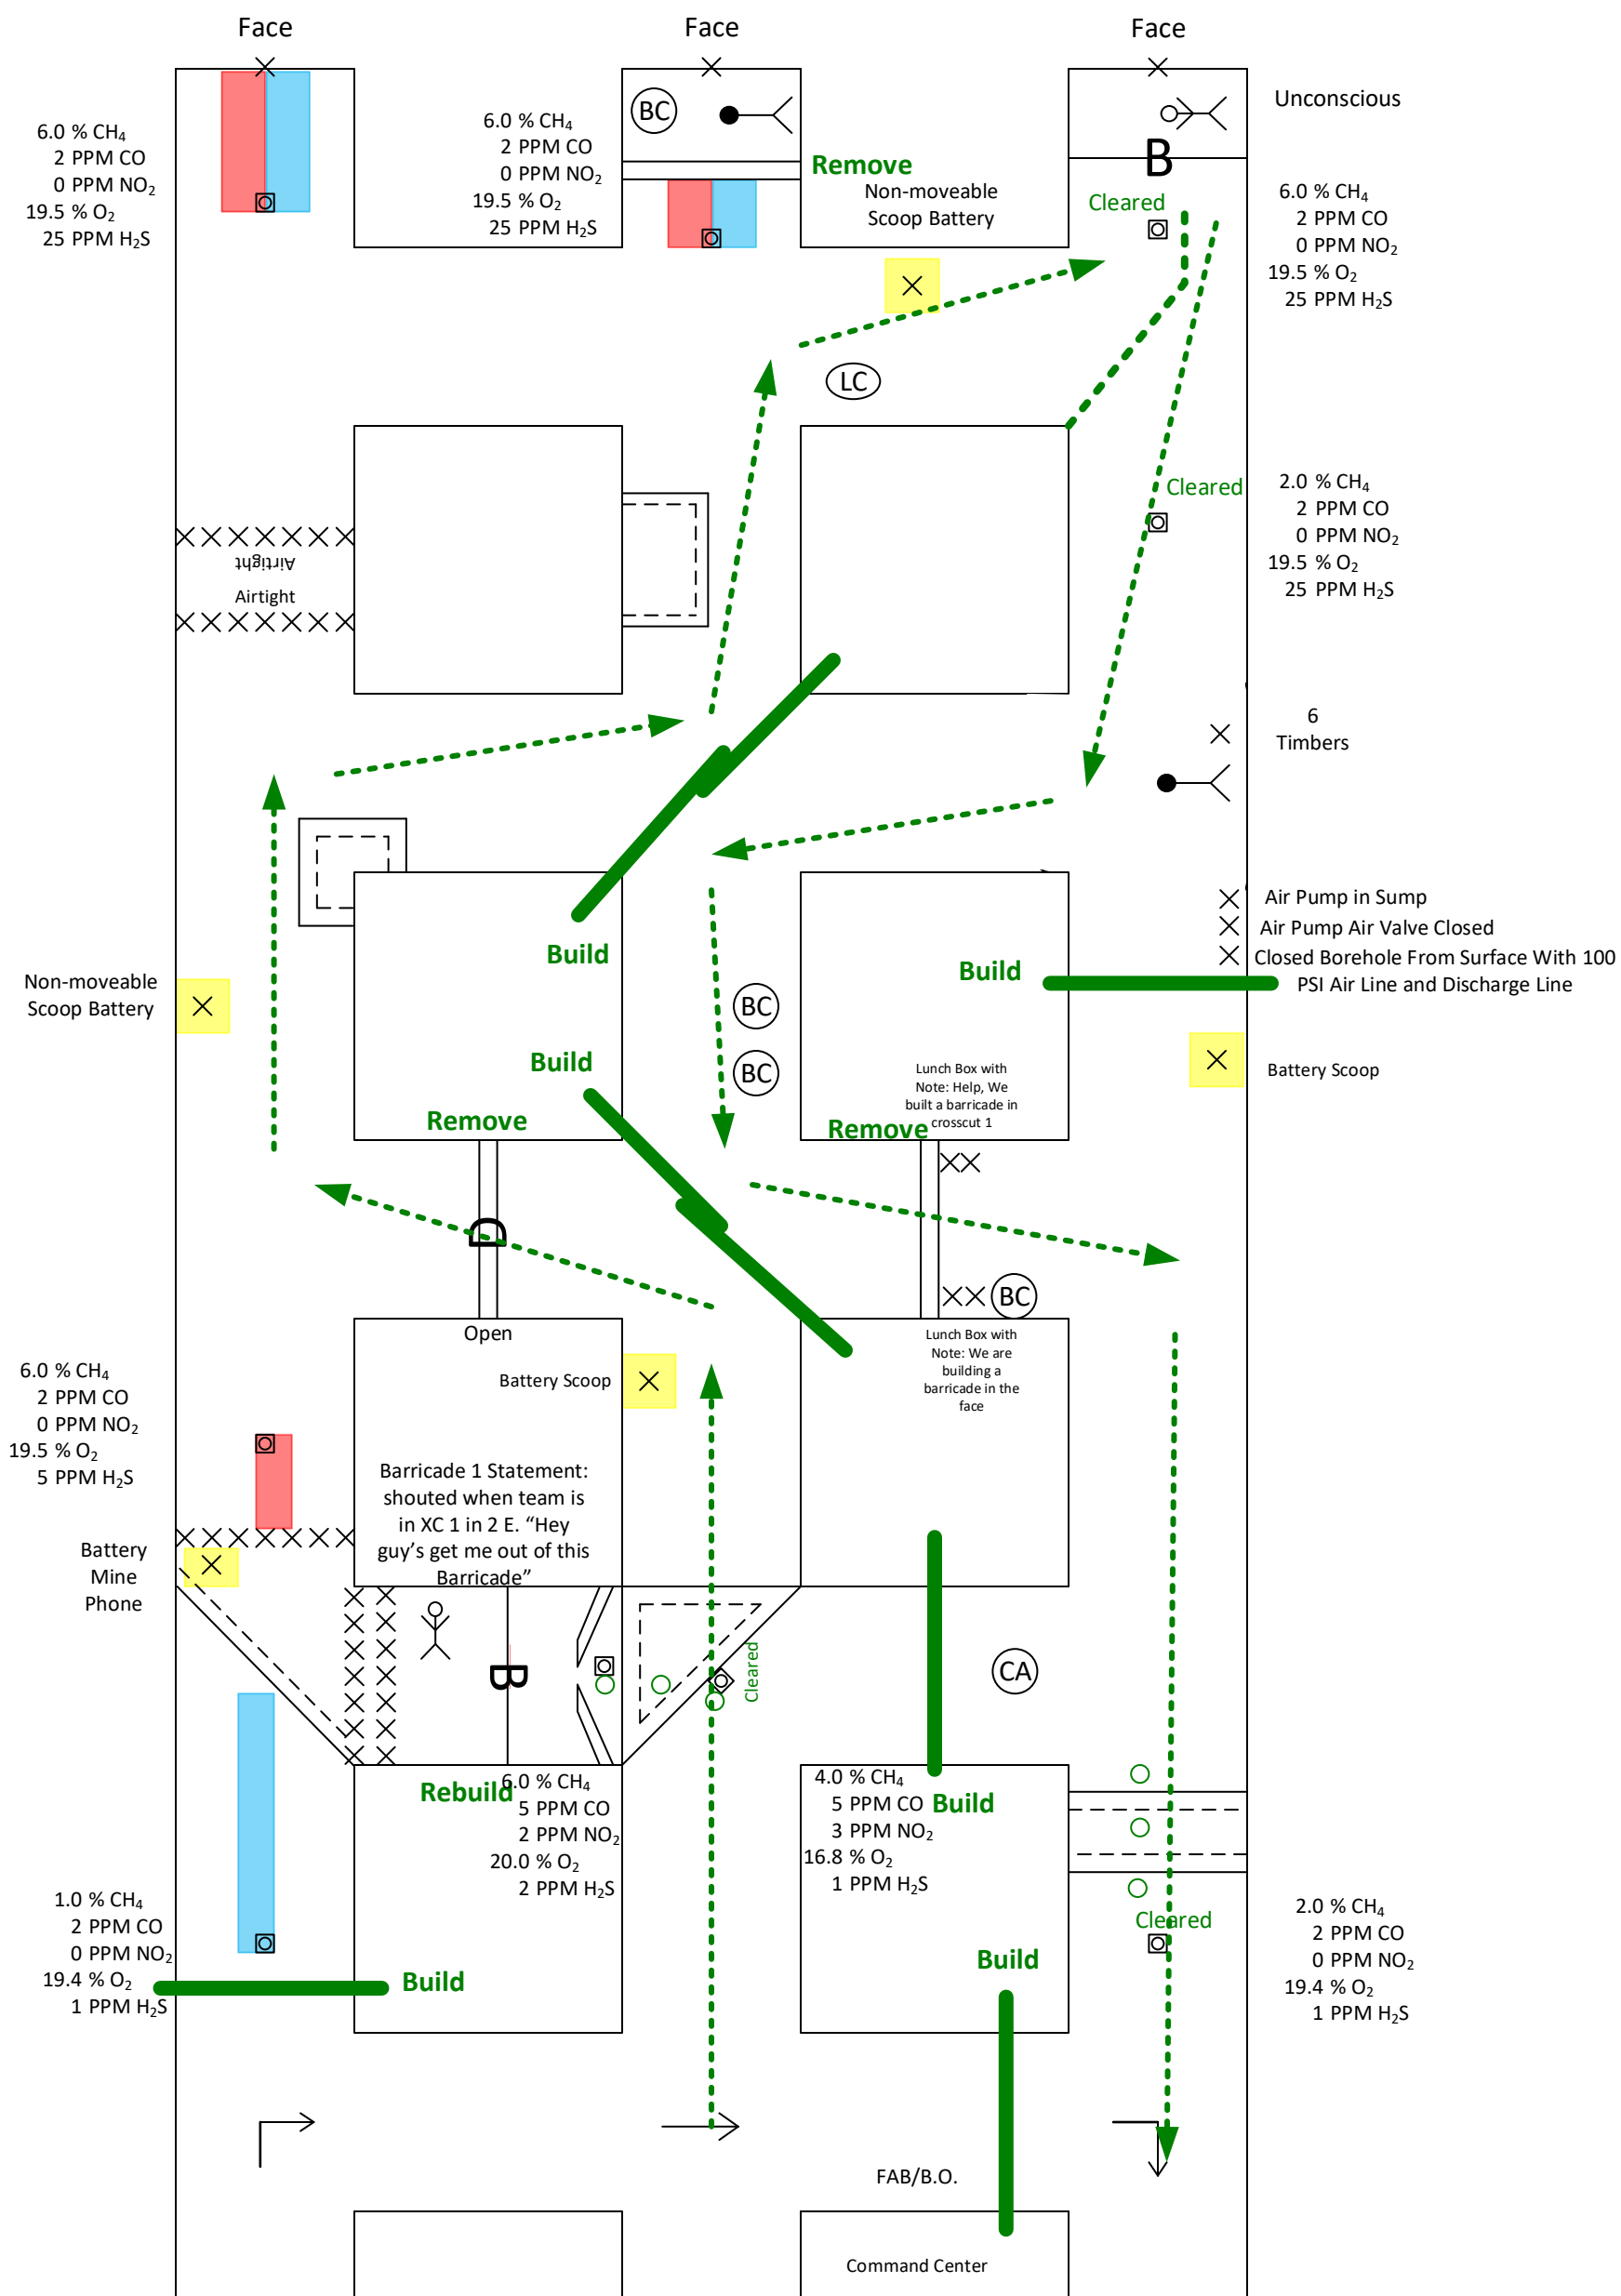 Face
Face
Face
6.0 % CH₄
2 PPM CO
0 PPM NO₂
19.5 % O₂
25 PPM H₂S
6.0 % CH₄
2 PPM CO
0 PPM NO₂
19.5 % O₂
25 PPM H₂S
BC
Remove
Non-moveable
Scoop Battery
Unconscious
B
Cleared
6.0 % CH₄
2 PPM CO
0 PPM NO₂
19.5 % O₂
25 PPM H₂S
LC
Cleared
2.0 % CH₄
2 PPM CO
0 PPM NO₂
19.5 % O₂
25 PPM H₂S
Airtight
Airtight
6
Timbers
Air Pump in Sump
Air Pump Air Valve Closed
Closed Borehole From Surface With 100
PSI Air Line and Discharge Line
Build
Build
Non-moveable
Scoop Battery
BC
BC
Build
Battery Scoop
Lunch Box with
Note: Help, We
built a barricade in
crosscut 1
Remove
Remove
D
BC
Open
Battery Scoop
Lunch Box with
Note: We are
building a
barricade in the
face
6.0 % CH₄
2 PPM CO
0 PPM NO₂
19.5 % O₂
5 PPM H₂S
Barricade 1 Statement:
shouted when team is
in XC 1 in 2 E. “Hey
guy’s get me out of this
Barricade”
Battery
Mine
Phone
B
Cleared
CA
Rebuild
6.0 % CH₄
5 PPM CO
2 PPM NO₂
20.0 % O₂
2 PPM H₂S
4.0 % CH₄
5 PPM CO
3 PPM NO₂
16.8 % O₂
1 PPM H₂S
Build
1.0 % CH₄
2 PPM CO
0 PPM NO₂
19.4 % O₂
1 PPM H₂S
Build
Build
Cleared
2.0 % CH₄
2 PPM CO
0 PPM NO₂
19.4 % O₂
1 PPM H₂S
FAB/B.O.
Command Center